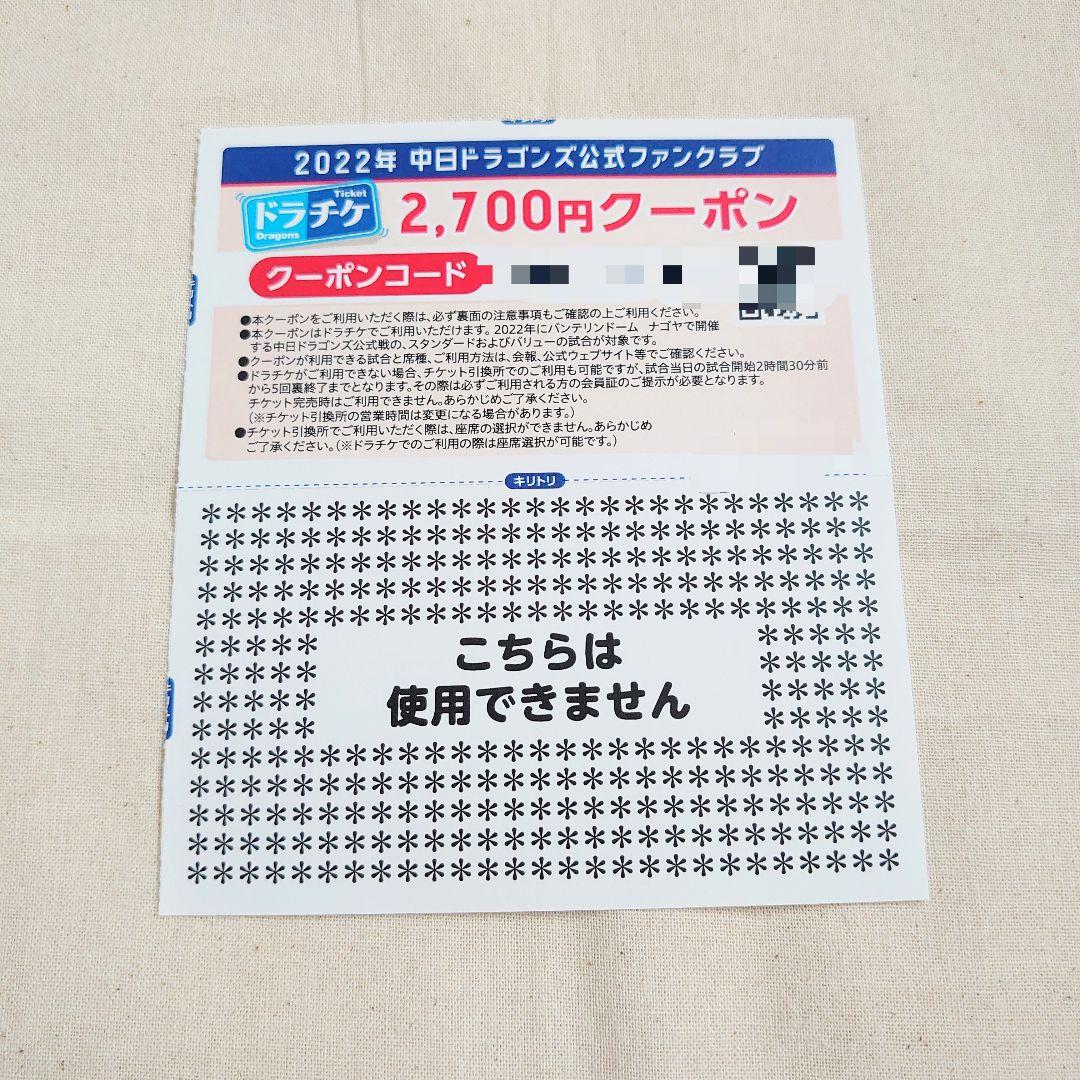 キリトリ
2022年 中日ドラゴンズ公式ファンクラブ
Ticket
ドラチケ 2,700円クーポン
Dragons
クーポンコード
●本クーポンをご利用いただく際は、必ず裏面の注意事項もご確認の上ご利用ください。
●本クーポンはドラチケでご利用いただけます。2022年にバンテリンドーム ナゴヤで開催
する中日ドラゴンズ公式戦の、スタンダードおよびバリューの試合が対象です。
●クーポンが利用できる試合と席種、ご利用方法は、会報、公式ウェブサイト等でご確認ください。
●ドラチケがご利用できない場合、チケット引換所でのご利用も可能ですが、試合当日の試合開始2時間30分前
から5回裏終了までとなります。その際は必ずご利用される方の会員証のご提示が必要となります。
チケット完売時はご利用できません。あらかじめご了承ください。
(※チケット引換所の営業時間は変更になる場合があります。)
●チケット引換所でご利用いただく際は、座席の選択ができません。あらかじめ
ご了承ください。(※ドラチケでのご利用の際は座席選択が可能です。)
キリトリ
こちらは
使用できません